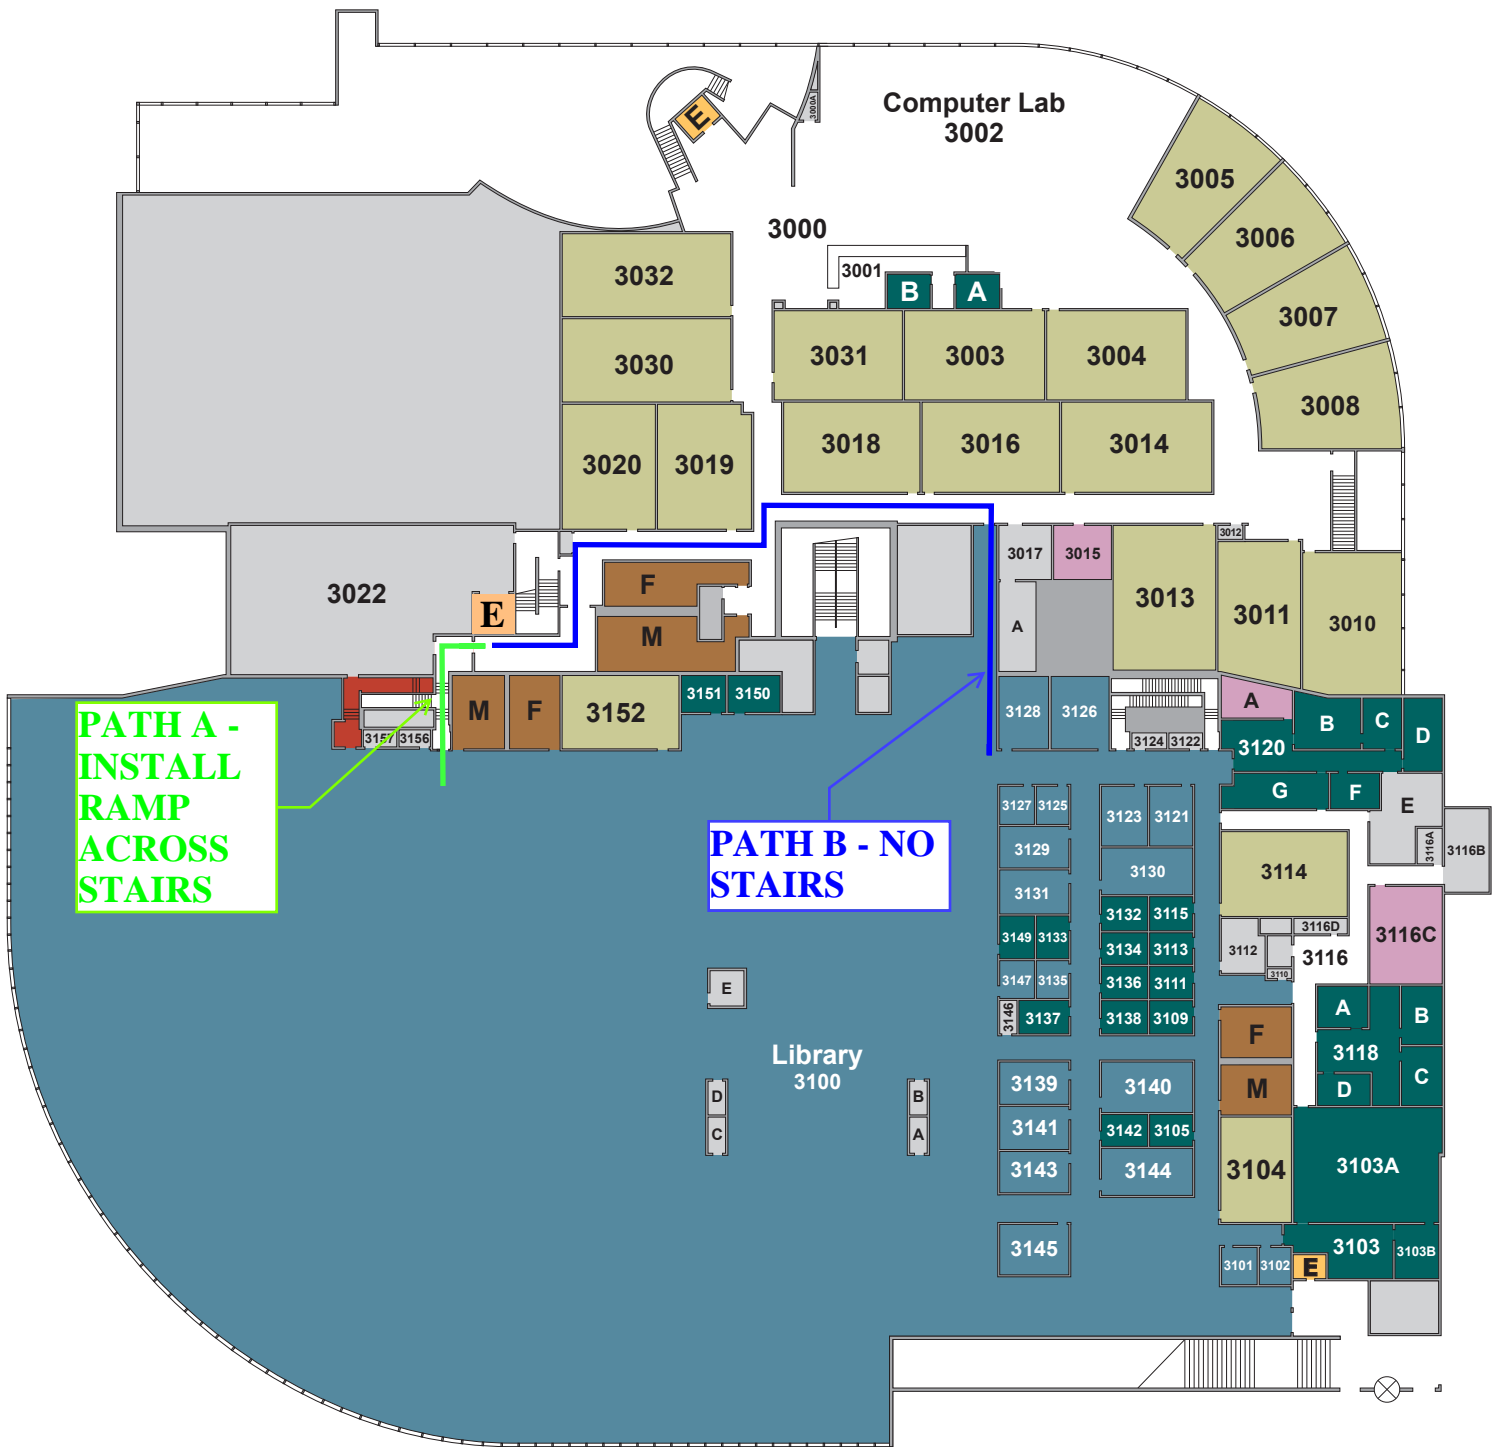 Computer Lab
3002
3000A
E
3005
3000
3006
3001
B
A
3032
3007
3031
3003
3004
3030
3008
3018
3016
3014
3020
3019
3012
3017
3015
3013
3011
3010
3022
F
E
M
A
3151
3150
M
F
3152
3128
3126
A
B
C
D
3120
3157
3156
3124
3122
G
F
E
PATH A -
INSTALL
RAMP
ACROSS
STAIRS
3127
3125
3123
3121
3116A
3116B
PATH B - NO
STAIRS
3129
3130
3114
3131
3132
3115
3116D
3116C
3149
3133
3134
3113
3112
3116
3110
3147
3135
3136
3111
E
3146
3137
3138
3109
A
B
F
3118
Library
3100
3139
3140
M
D
C
D
B
C
A
3141
3142
3105
3143
3144
3104
3103A
3145
3103
3103B
3101
3102
E